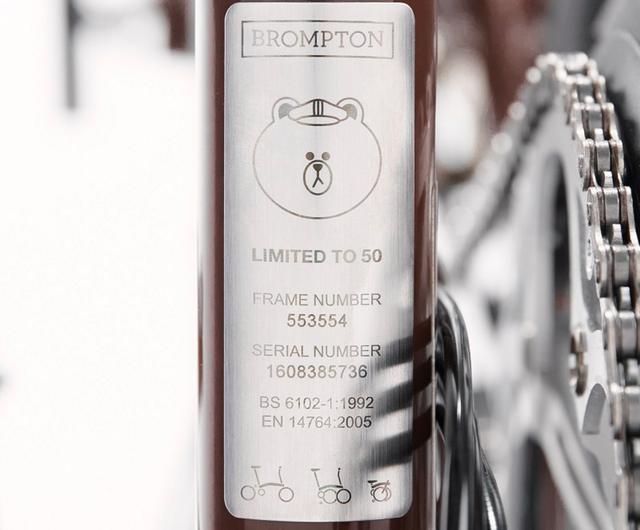 BROMPTON
LIMITED TO 50
FRAME NUMBER
553554
SERIAL NUMBER
1608385736
BS 6102-1:1992
EN 14764:2005